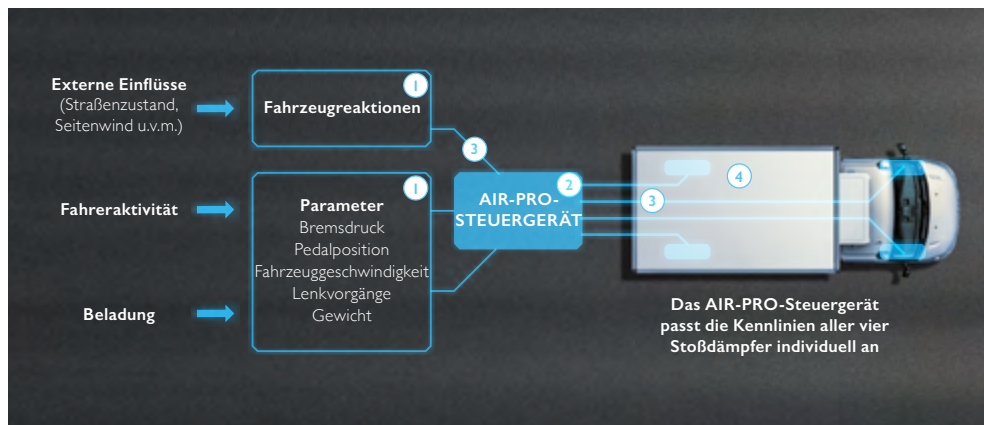 Externe Einflüsse
(Straßenzustand,
Seitenwind u.v.m.)
1
Fahrzeugreaktionen
3
Fahreraktivität
Beladung
1
Parameter
Bremsdruck
Pedalposition
Fahrzeuggeschwindigkeit
Lenkvorgänge
Gewicht
2
AIR-PRO-
STEUERGERÄT
3
4
Das AIR-PRO-Steuergerät
passt die Kennlinien aller vier
Stoßdämpfer individuell an